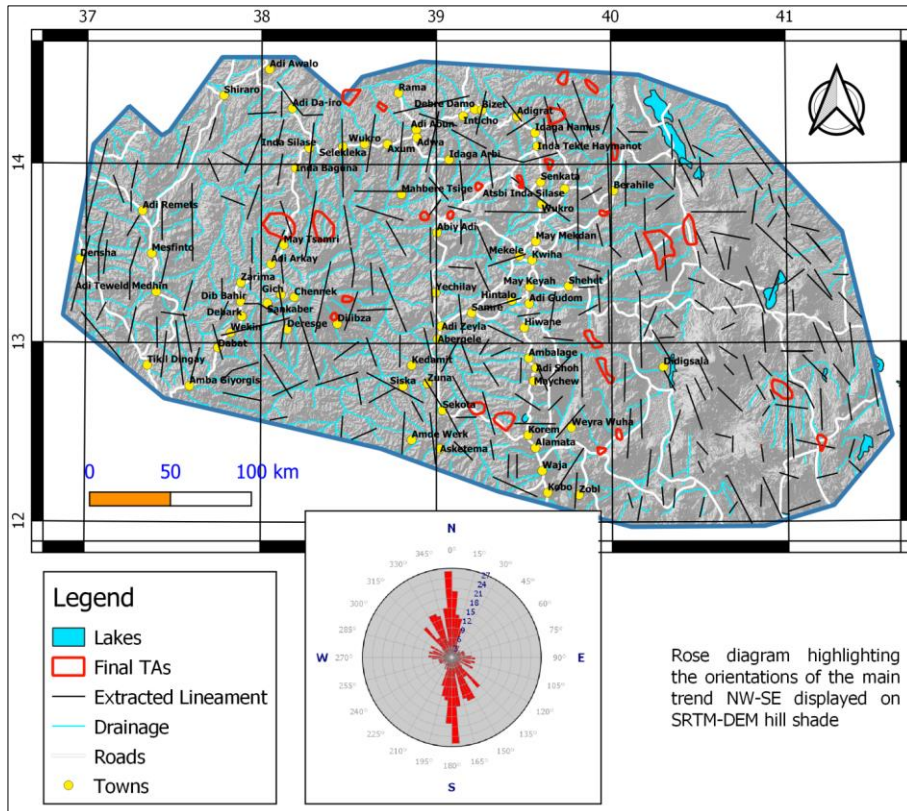 37 38 39 40 41
Adi Awalo
Shiraro
Rama
Adi Da-iro
Debre Damo
Bizet
Inticho
Adigrat
Adi Abun
Idaga Hamus
Adwa
Inda Silase
Wukro
Selekleka
Axum
Inda Tekle Haymanot
14
Idaga Arbi
Inda Baguna
Senkata
Mahbere Tsige
Atsbi Inda Silase
Berahile
Adi Remets
Wukro
Abiy Adi
May Tsamri
May Mekdan
Mesfinto
Mekele
Kwiha
Densha
Adi Arkay
Zarima
May Keyah
Shehet
Adi Teweld Medhin
Gich
Chennek
Yechilay
Hintalo
Adi Gudom
Dib Bahir
Sankaber
Samre
Debark
Deresge
Dilibza
Hiwane
Wekin
Adi Zeyla
13
Dabat
Abergele
Ambalage
Tikil Dingay
Kedamit
Adi Shoh
Didigsala
Amba Giyorgis
Siska
Zuna
Maychew
Sekota
Weyra Wuha
Amde Werk
Korem
Asketema
Alamata
Waja
Kobo
Zobl
12
0 50 100 km
Legend
Lakes
Final TAs
Extracted Lineament
Drainage
Roads
Towns
N
0°
345° 15°
330° 30°
315° 45°
300° 60°
285° 75°
W 270° 90° E
255° 105°
240° 120°
225° 135°
210° 150°
195° 165°
180°
S
27
24
21
18
15
12
9
6
Rose diagram highlighting
the orientations of the main
trend NW-SE displayed on
SRTM-DEM hill shade